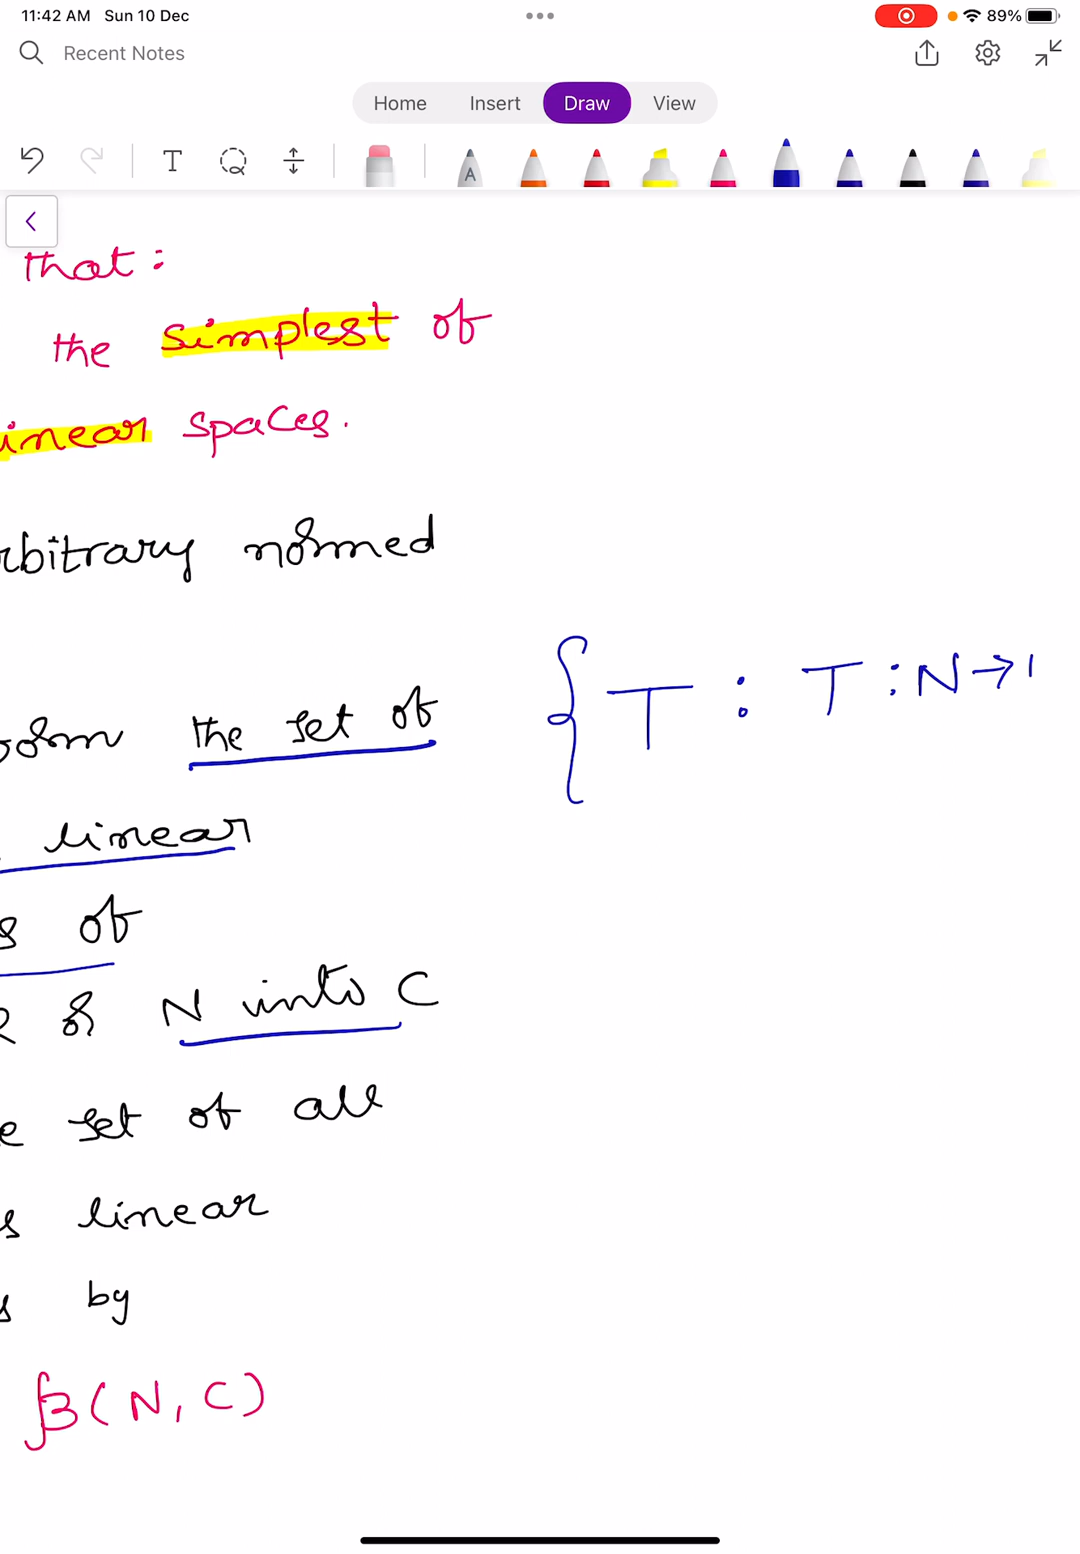 11:42 AM Sun 10 Dec 89%
Recent Notes
Home Insert Draw View
T A
that:
the simplest of
inear spaces.
rbitrary normed
{T : T : N →
the set of
linear
s of
or N into C
e set of all
s linear
s by
B(N, C)